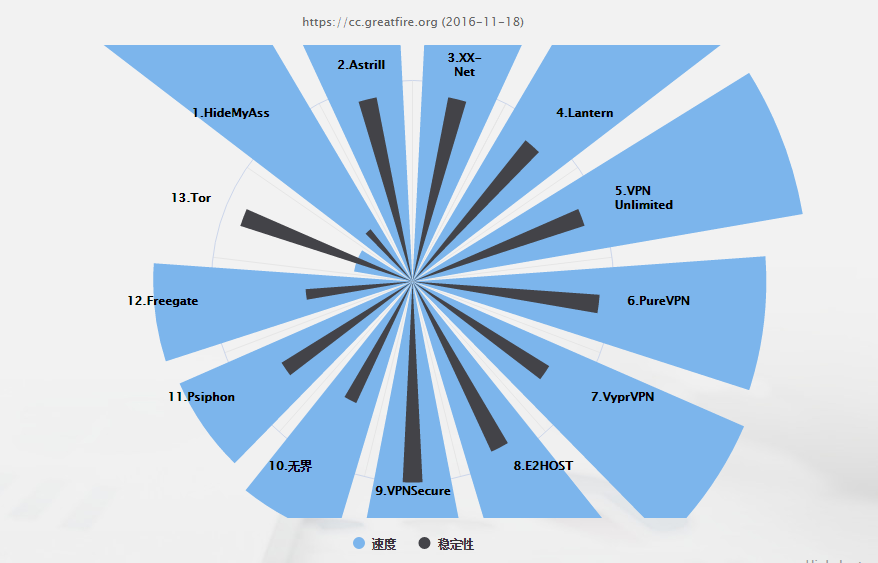 https://cc.greatfire.org (2016-11-18)
1.HideMyAss
2.Astrill
3.XX-
Net
4.Lantern
5.VPN
Unlimited
6.PureVPN
7.VyprVPN
8.E2HOST
9.VPNSecure
10.无界
11.Psiphon
12.Freegate
13.Tor
速度
稳定性